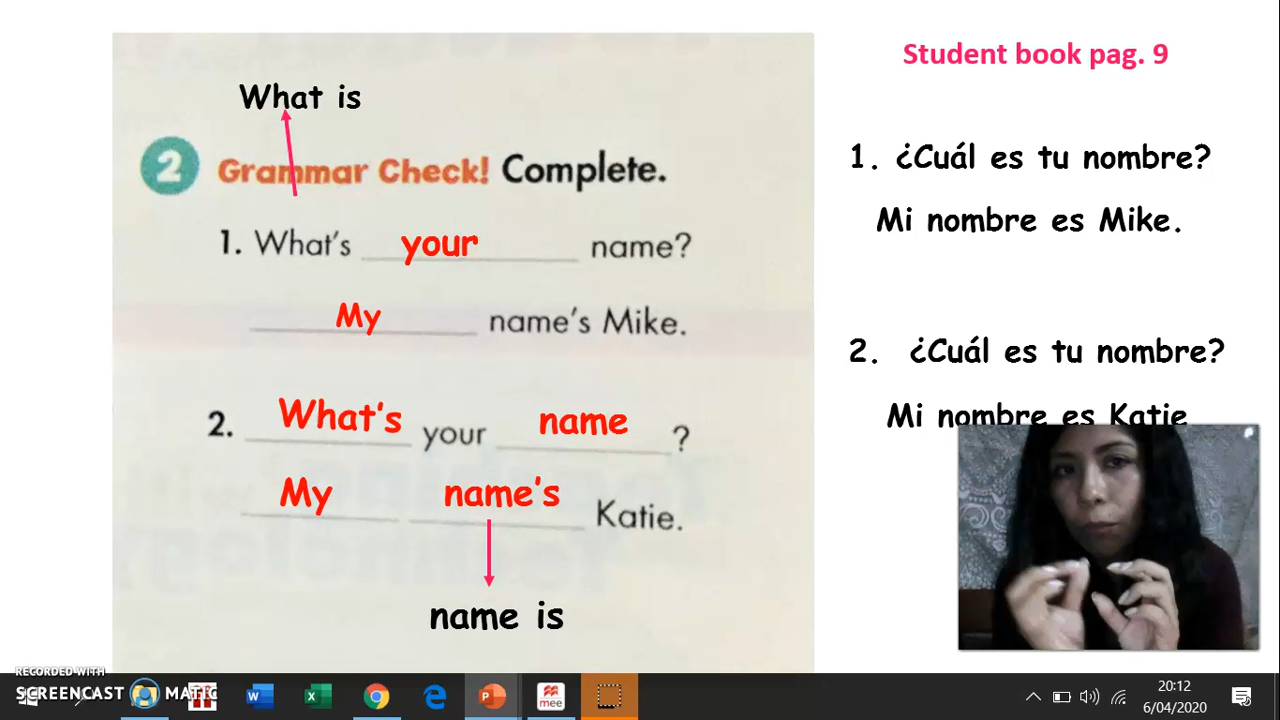 Student book pag. 9
What is
2 Grammar Check! Complete.
1. What's your name?
My name's Mike.
2. What's your name ?
My name's Katie.
name is
1. ¿Cuál es tu nombre?
Mi nombre es Mike.
2. ¿Cuál es tu nombre?
Mi nombre es Katie
RECORDED WITH
SCREENCAST MATIC
mee
20:12
6/04/2020